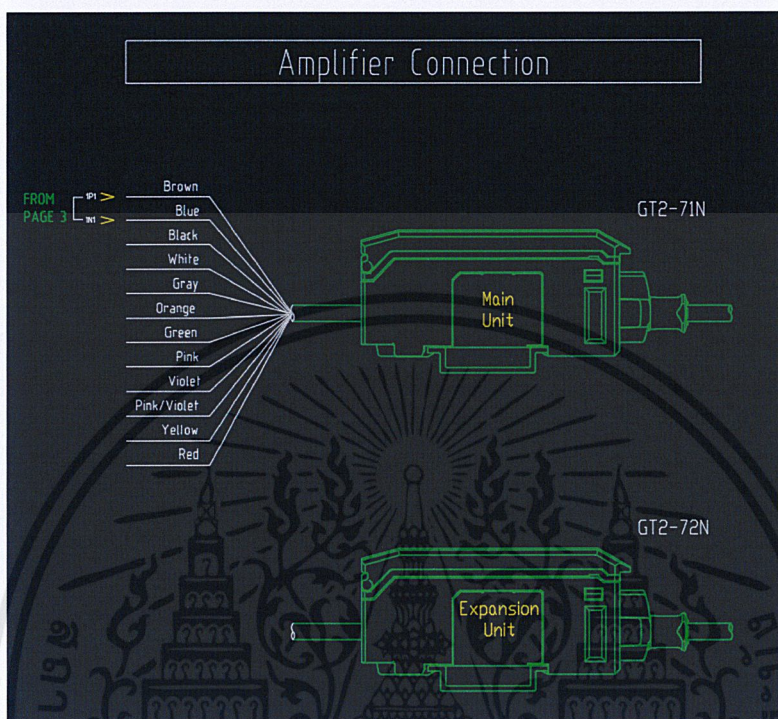 Amplifier Connection
FROM
PAGE 3
1P1
1N1
Brown
Blue
Black
White
Gray
Orange
Green
Pink
Violet
Pink/Violet
Yellow
Red
GT2-71N
Main
Unit
GT2-72N
Expansion
Unit